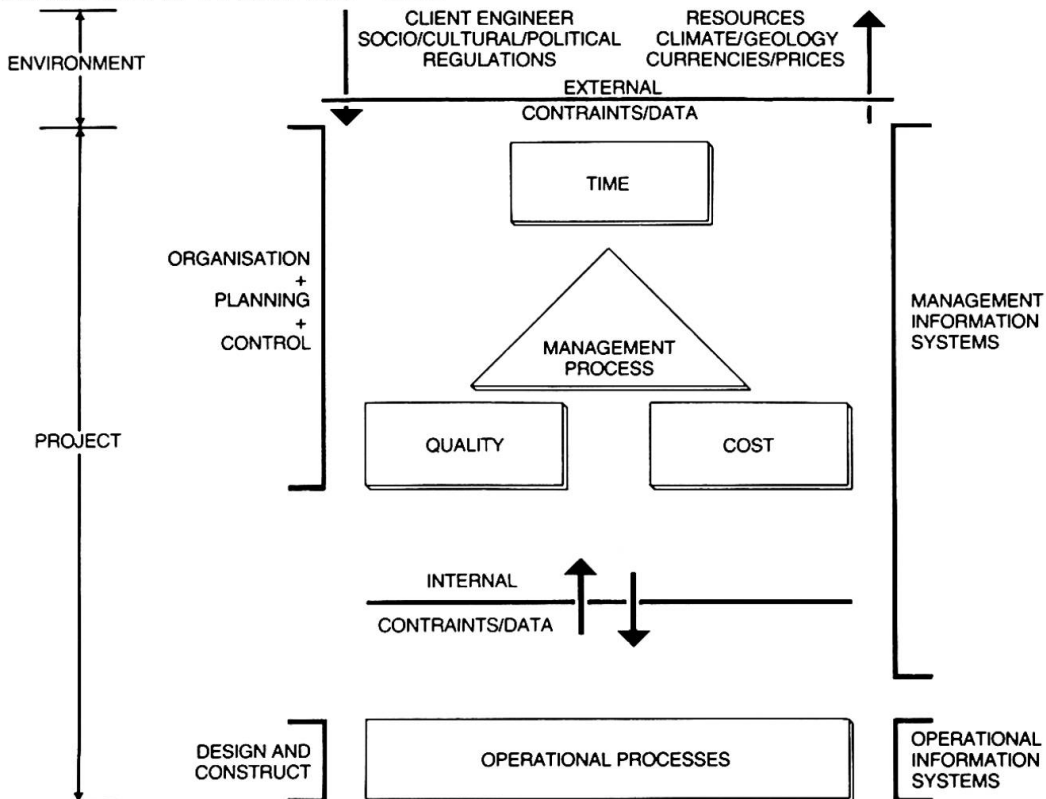 CLIENT ENGINEER
SOCIO/CULTURAL/POLITICAL
REGULATIONS
RESOURCES
CLIMATE/GEOLOGY
CURRENCIES/PRICES
ENVIRONMENT
EXTERNAL
CONTRAINTS/DATA
TIME
ORGANISATION
+
PLANNING
+
CONTROL
MANAGEMENT
PROCESS
MANAGEMENT
INFORMATION
SYSTEMS
PROJECT
QUALITY
COST
INTERNAL
CONTRAINTS/DATA
DESIGN AND
CONSTRUCT
OPERATIONAL PROCESSES
OPERATIONAL
INFORMATION
SYSTEMS